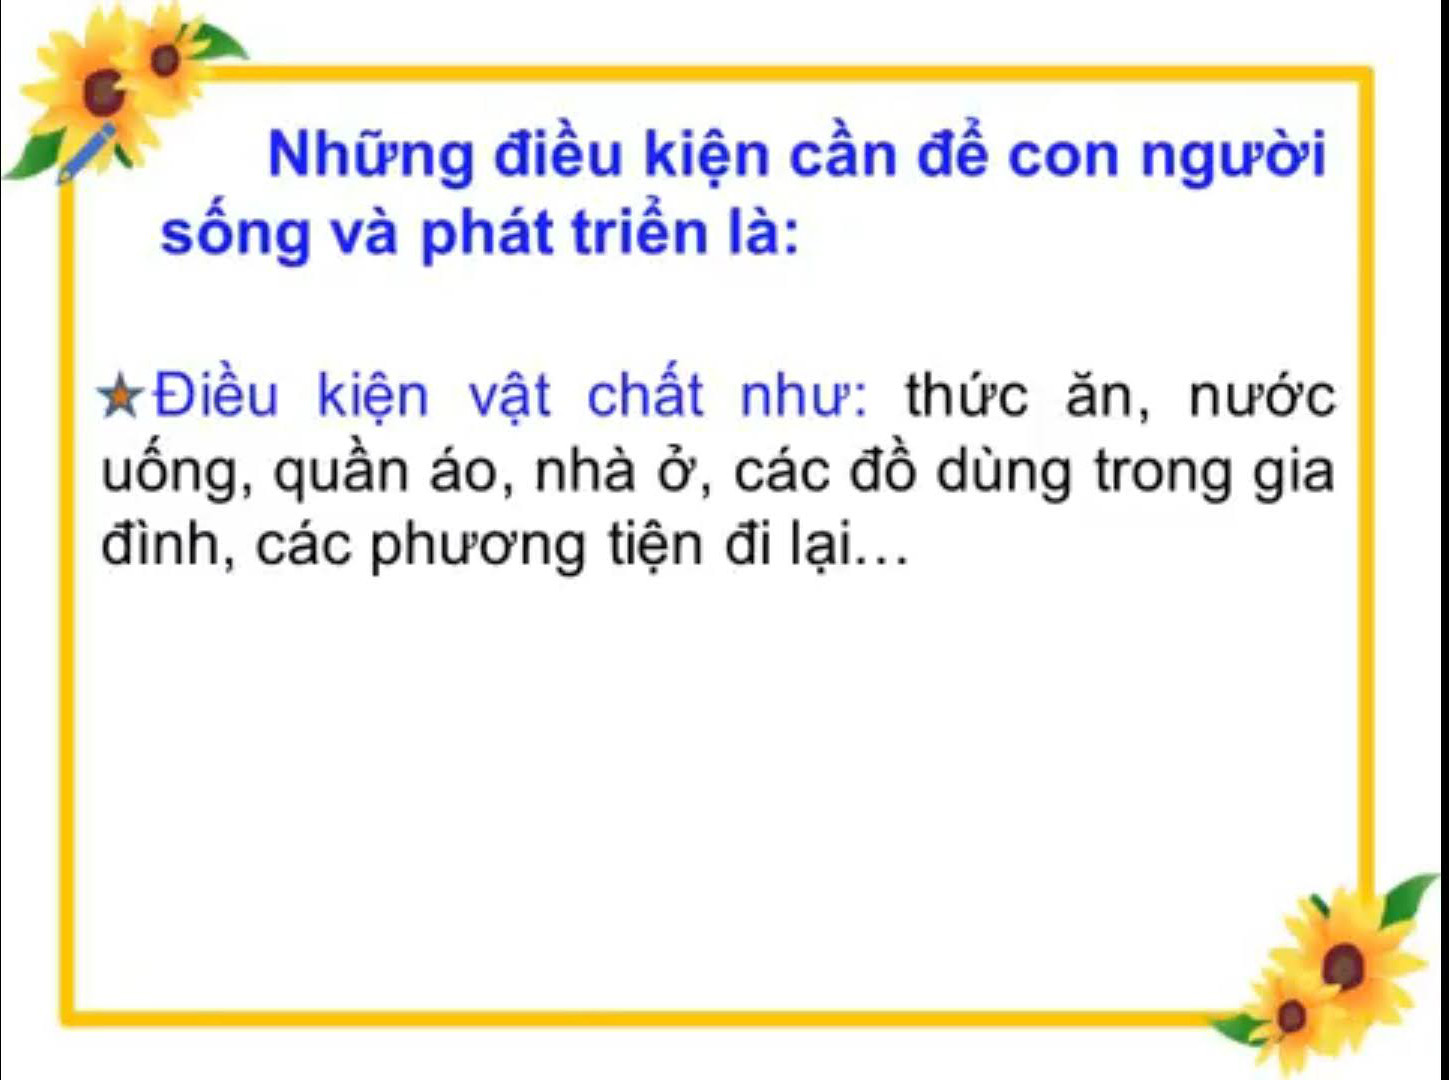 Những điều kiện cần để con người
sống và phát triển là:
Điều kiện vật chất như: thức ăn, nước
uống, quần áo, nhà ở, các đồ dùng trong gia
đình, các phương tiện đi lại...